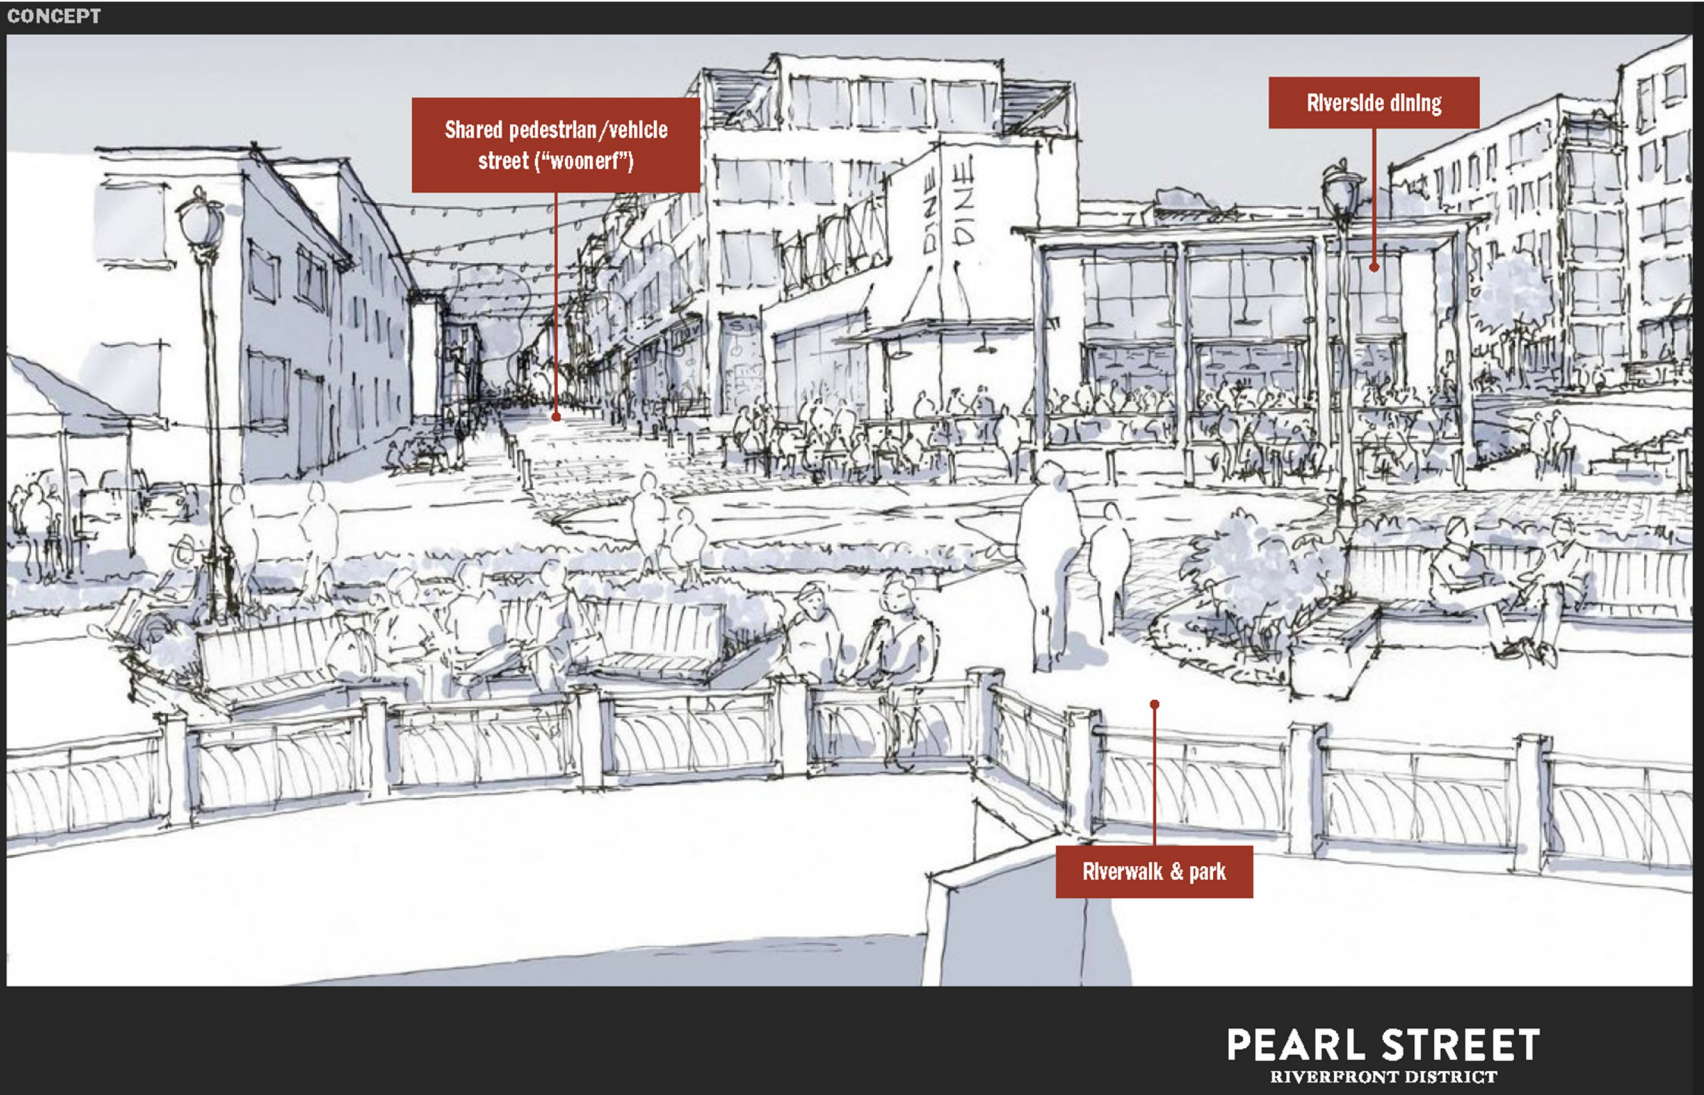 CONCEPT
Shared pedestrian/vehicle
street (“woonerf”)
Riverside dining
DINE
DINE
Riverwalk & park
PEARL STREET
RIVERFRONT DISTRICT